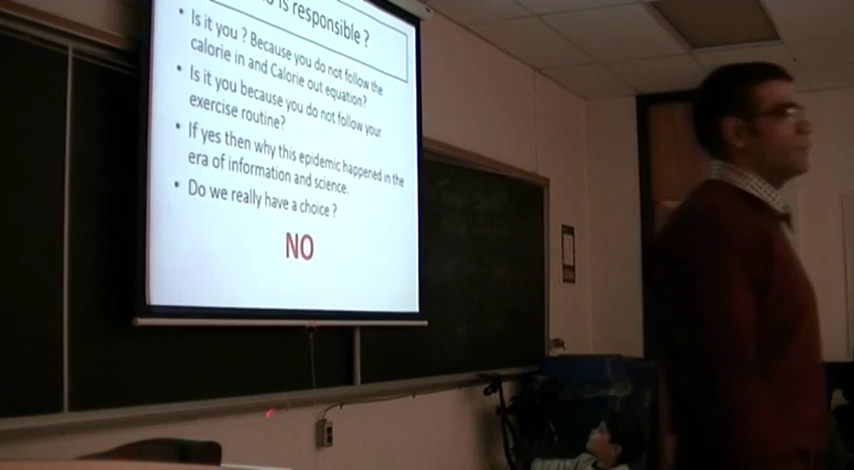 is responsible ?
• Is it you ? Because you do not follow the
calorie in and Calorie out equation?
• Is it you because you do not follow your
exercise routine?
• If yes then why this epidemic happened in the
era of information and science.
• Do we really have a choice ?
NO